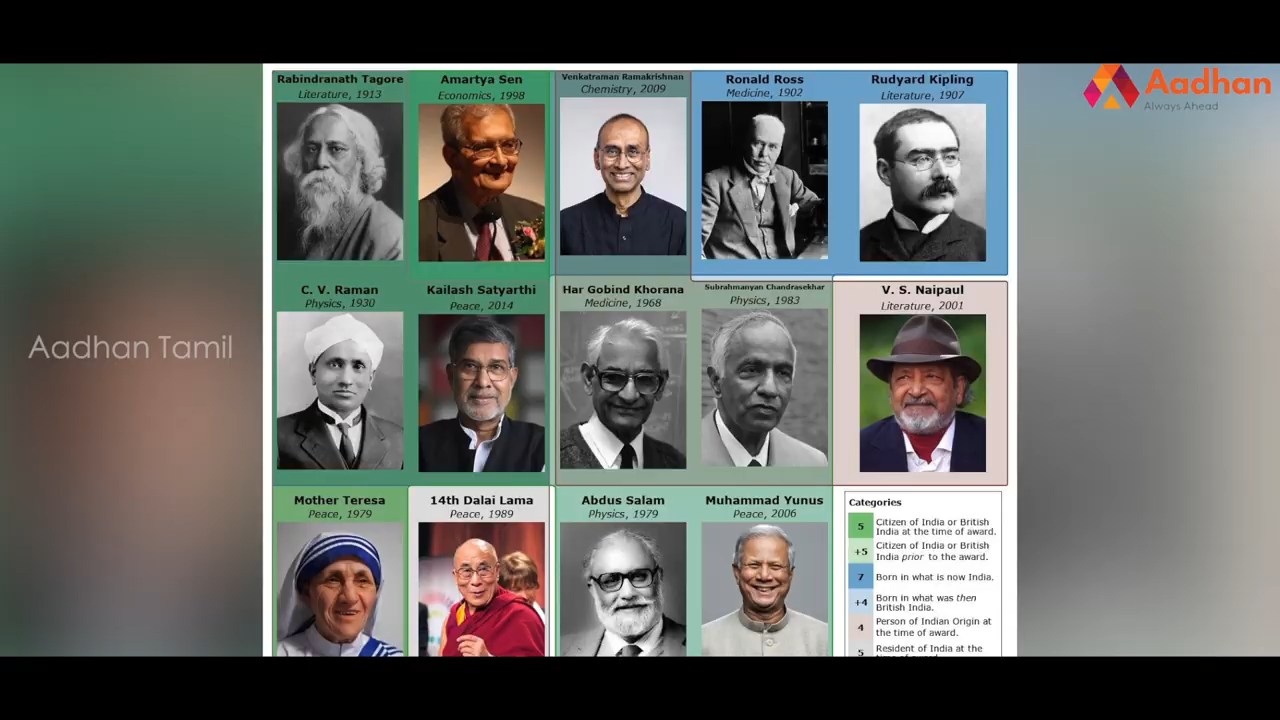 Rabindranath Tagore
Literature, 1913
Amartya Sen
Economics, 1998
Venkatraman Ramakrishnan
Chemistry, 2009
Ronald Ross
Medicine, 1902
Rudyard Kipling
Literature, 1907
Aadhan
Always Ahead
C. V. Raman
Physics, 1930
Kailash Satyarthi
Peace, 2014
Har Gobind Khorana
Medicine, 1968
Subrahmanyan Chandrasekhar
Physics, 1983
V. S. Naipaul
Literature, 2001
Aadhan Tamil
Mother Teresa
Peace, 1979
14th Dalai Lama
Peace, 1989
Abdus Salam
Physics, 1979
Muhammad Yunus
Peace, 2006
Categories
5 Citizen of India or British
India at the time of award.
+5 Citizen of India or British
India prior to the award.
7 Born in what is now India.
+4 Born in what was then
British India.
4 Person of Indian Origin at
the time of award.
5 Resident of India at the